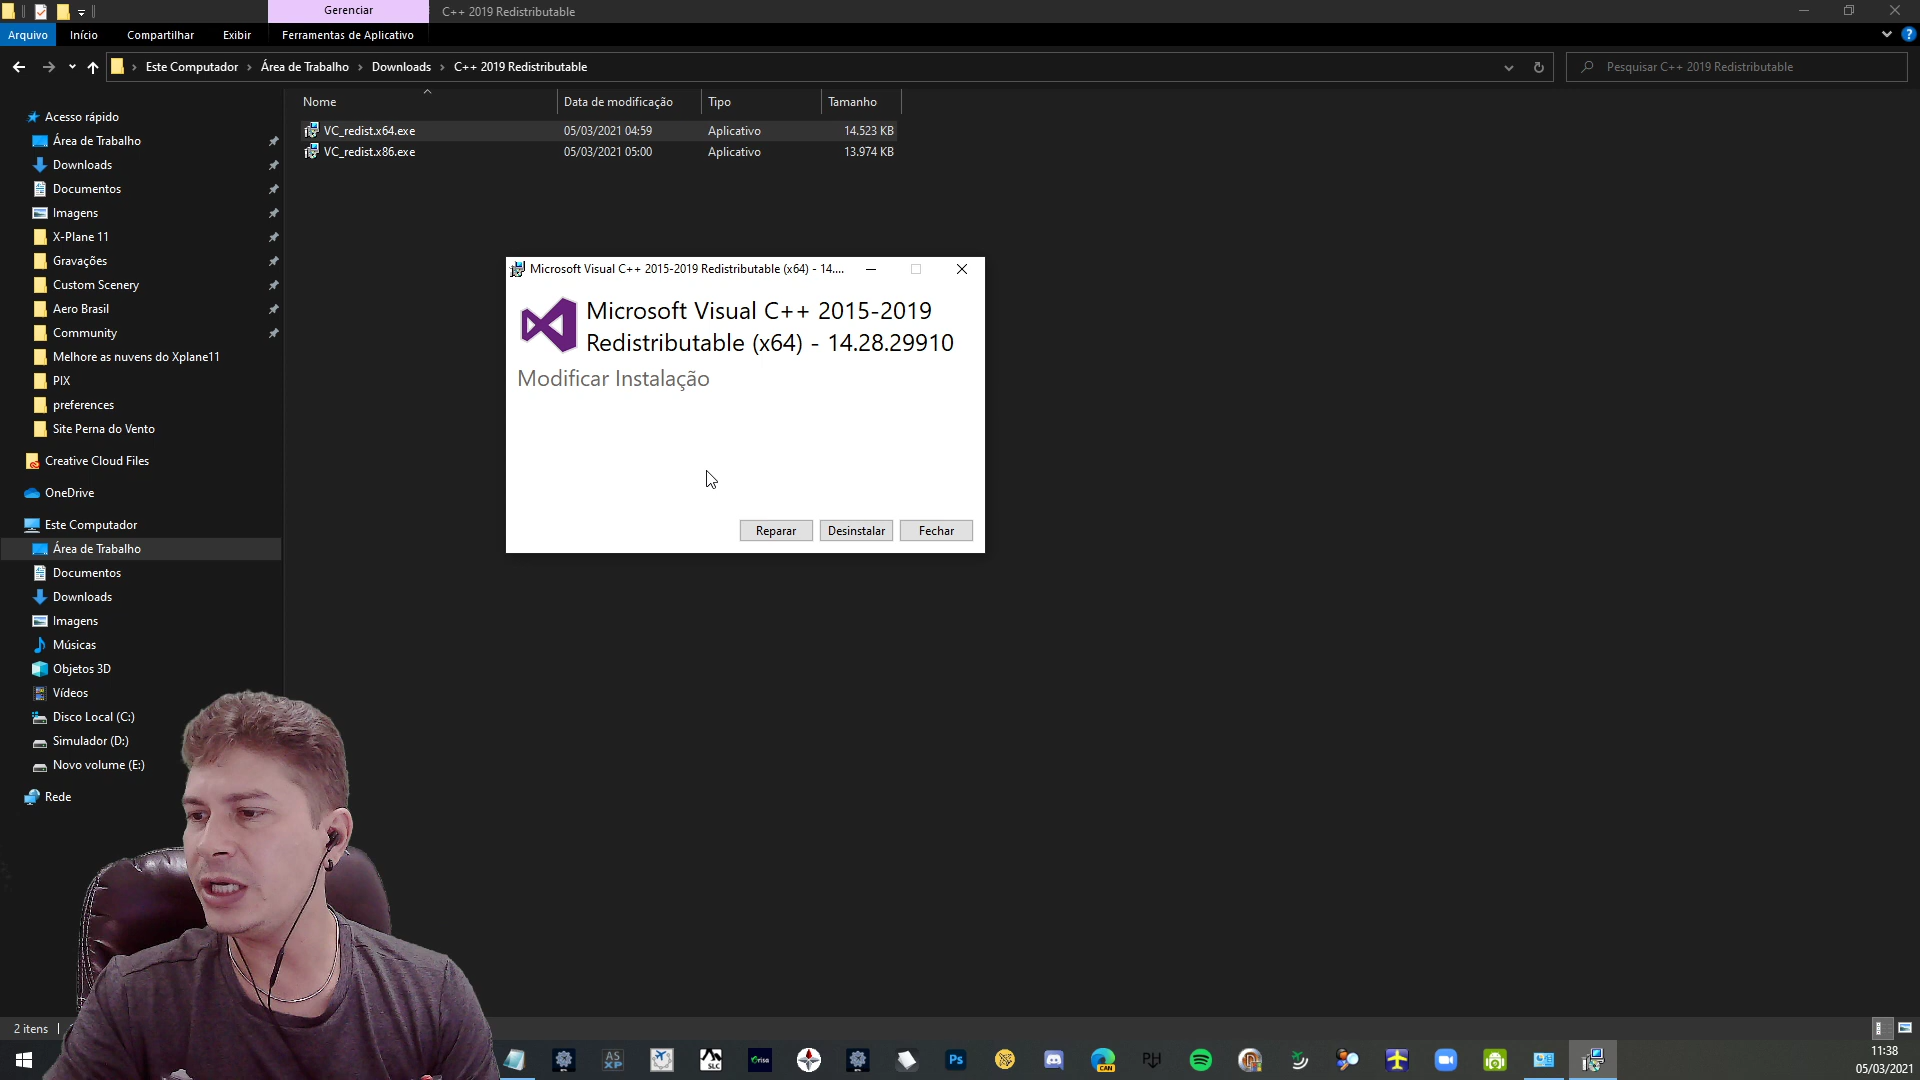 Gerenciar
C++ 2019 Redistributable
Arquivo
Início
Compartilhar
Exibir
Ferramentas de Aplicativo
Este Computador
Área de Trabalho
Downloads
C++ 2019 Redistributable
Pesquisar C++ 2019 Redistributable
Nome
Data de modificação
Tipo
Tamanho
VC_redist.x64.exe 05/03/2021 04:59 Aplicativo 14.523 KB
VC_redist.x86.exe 05/03/2021 05:00 Aplicativo 13.974 KB
Acesso rápido
Área de Trabalho
Downloads
Documentos
Imagens
X-Plane 11
Gravações
Custom Scenery
Aero Brasil
Community
Melhore as nuvens do Xplane11
PIX
preferences
Site Perna do Vento
Creative Cloud Files
OneDrive
Este Computador
Área de Trabalho
Documentos
Downloads
Imagens
Músicas
Objetos 3D
Vídeos
Disco Local (C:)
Simulador (D:)
Novo volume (E:)
Rede
Microsoft Visual C++ 2015-2019 Redistributable (x64) - 14....
Microsoft Visual C++ 2015-2019
Redistributable (x64) - 14.28.29910
Modificar Instalação
Reparar
Desinstalar
Fechar
2 itens
AS
XP
SLC
Ps
CAN
11:38
05/03/2021